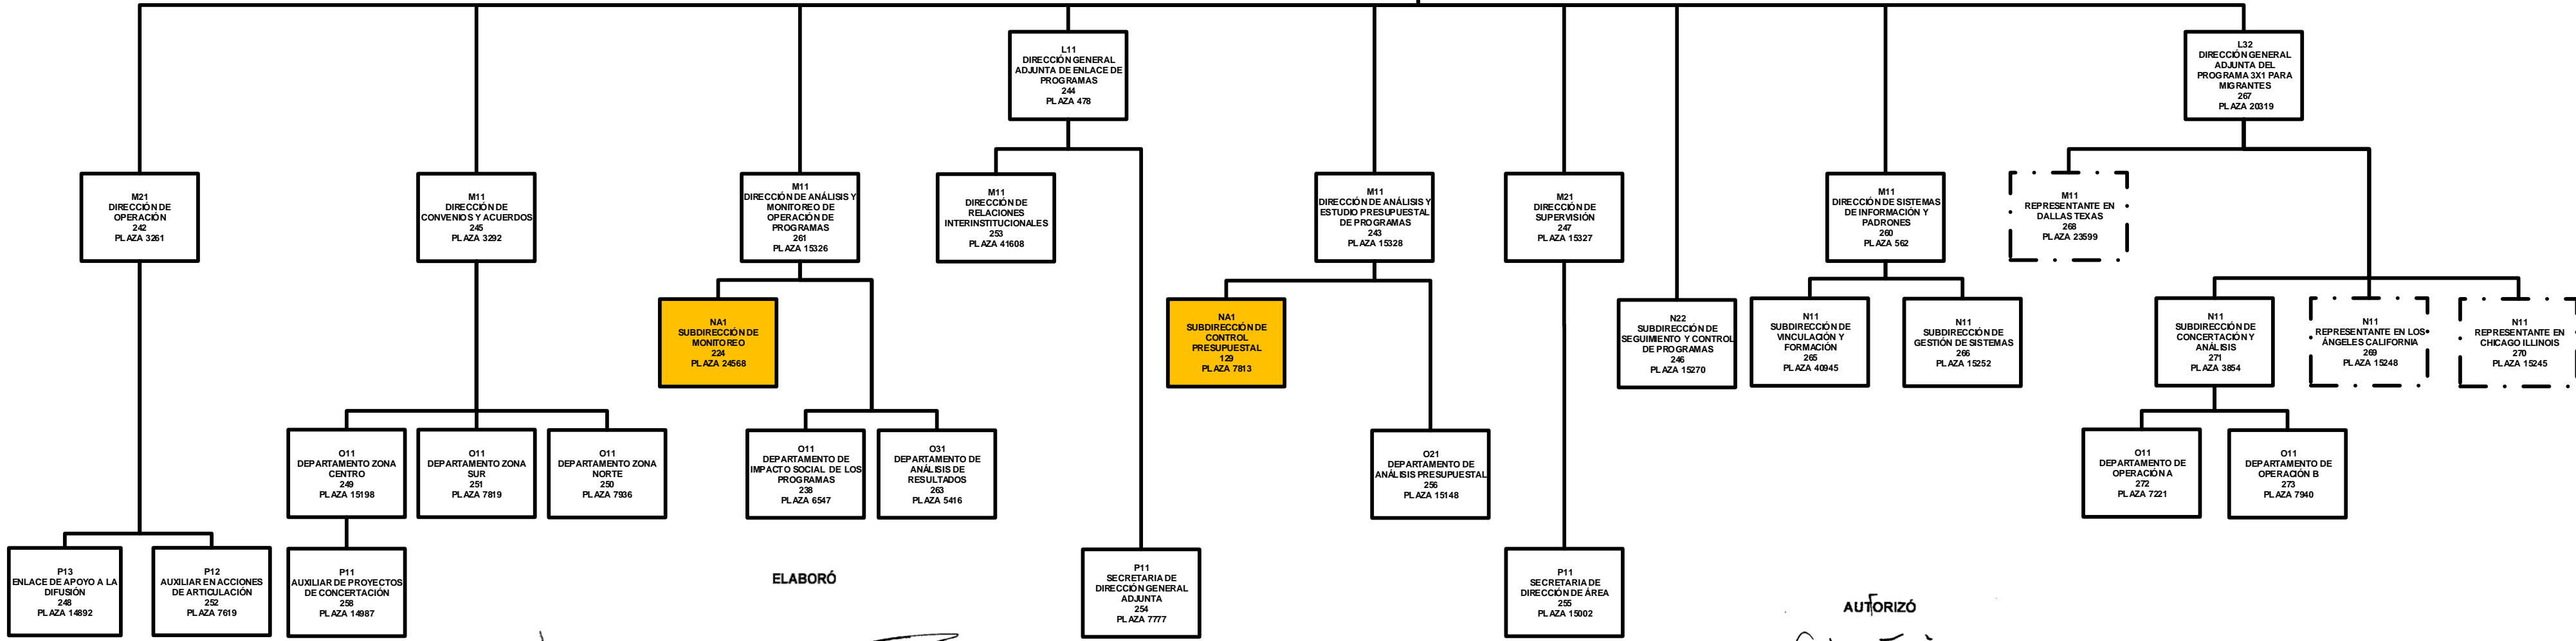 L11
DIRECCIÓN GENERAL
ADJUNTA DE ENLACE DE
PROGRAMAS
244
PLAZA 478
L32
DIRECCIÓN GENERAL
ADJUNTA DEL
PROGRAMA 3X1 PARA
MIGRANTES
267
PLAZA 20319
M21
DIRECCIÓN DE
OPERACIÓN
242
PLAZA 3261
M11
DIRECCIÓN DE
CONVENIOS Y ACUERDOS
245
PLAZA 3292
M11
DIRECCIÓN DE ANÁLISIS Y
MONITOREO DE
OPERACIÓN DE
PROGRAMAS
261
PLAZA 15326
M11
DIRECCIÓN DE
RELACIONES
INTERINSTITUCIONALES
253
PLAZA 41608
M11
DIRECCIÓN DE ANÁLISIS Y
ESTUDIO PRESUPUESTAL
DE PROGRAMAS
243
PLAZA 15328
M21
DIRECCIÓN DE
SUPERVISIÓN
247
PLAZA 15327
M11
DIRECCIÓN DE SISTEMAS
DE INFORMACIÓN Y
PADRONES
260
PLAZA 562
M11
REPRESENTANTE EN
DALLAS TEXAS
268
PLAZA 23599
NA1
SUBDIRECCIÓN DE
MONITOREO
224
PLAZA 24568
NA1
SUBDIRECCIÓN DE
CONTROL
PRESUPUESTAL
129
PLAZA 7813
N22
SUBDIRECCIÓN DE
SEGUIMIENTO Y CONTROL
DE PROGRAMAS
246
PLAZA 15270
N11
SUBDIRECCIÓN DE
VINCULACIÓN Y
FORMACIÓN
265
PLAZA 40945
N11
SUBDIRECCIÓN DE
GESTIÓN DE SISTEMAS
266
PLAZA 15252
N11
SUBDIRECCIÓN DE
CONCERTACIÓN Y
ANÁLISIS
271
PLAZA 3854
N11
REPRESENTANTE EN LOS
ÁNGELES CALIFORNIA
269
PLAZA 15248
N11
REPRESENTANTE EN
CHICAGO ILLINOIS
270
PLAZA 15245
O11
DEPARTAMENTO ZONA
CENTRO
249
PLAZA 15198
O11
DEPARTAMENTO ZONA
SUR
251
PLAZA 7819
O11
DEPARTAMENTO ZONA
NORTE
250
PLAZA 7936
O11
DEPARTAMENTO DE
IMPACTO SOCIAL DE LOS
PROGRAMAS
238
PLAZA 6547
O31
DEPARTAMENTO DE
ANÁLISIS DE
RESULTADOS
263
PLAZA 5416
O21
DEPARTAMENTO DE
ANÁLISIS PRESUPUESTAL
256
PLAZA 15148
O11
DEPARTAMENTO DE
OPERACIÓN A
272
PLAZA 7221
O11
DEPARTAMENTO DE
OPERACIÓN B
273
PLAZA 7940
P13
ENLACE DE APOYO A LA
DIFUSIÓN
248
PLAZA 14892
P12
AUXILIAR EN ACCIONES
DE ARTICULACIÓN
252
PLAZA 7619
P11
AUXILIAR DE PROYECTOS
DE CONCERTACIÓN
258
PLAZA 14987
ELABORÓ
P11
SECRETARIA DE
DIRECCIÓN GENERAL
ADJUNTA
254
PLAZA 7777
P11
SECRETARIA DE
DIRECCIÓN DE ÁREA
255
PLAZA 15002
AUTORIZÓ